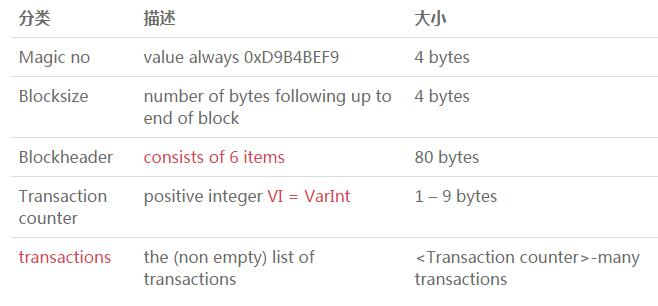 分类 描述 大小
Magic no value always 0xD9B4BEF9 4 bytes
Blocksize number of bytes following up to 4 bytes
end of block
Blockheader consists of 6 items 80 bytes
Transaction positive integer VI = VarInt 1 – 9 bytes
counter
transactions the (non empty) list of <Transaction counter>-many
transactions transactions